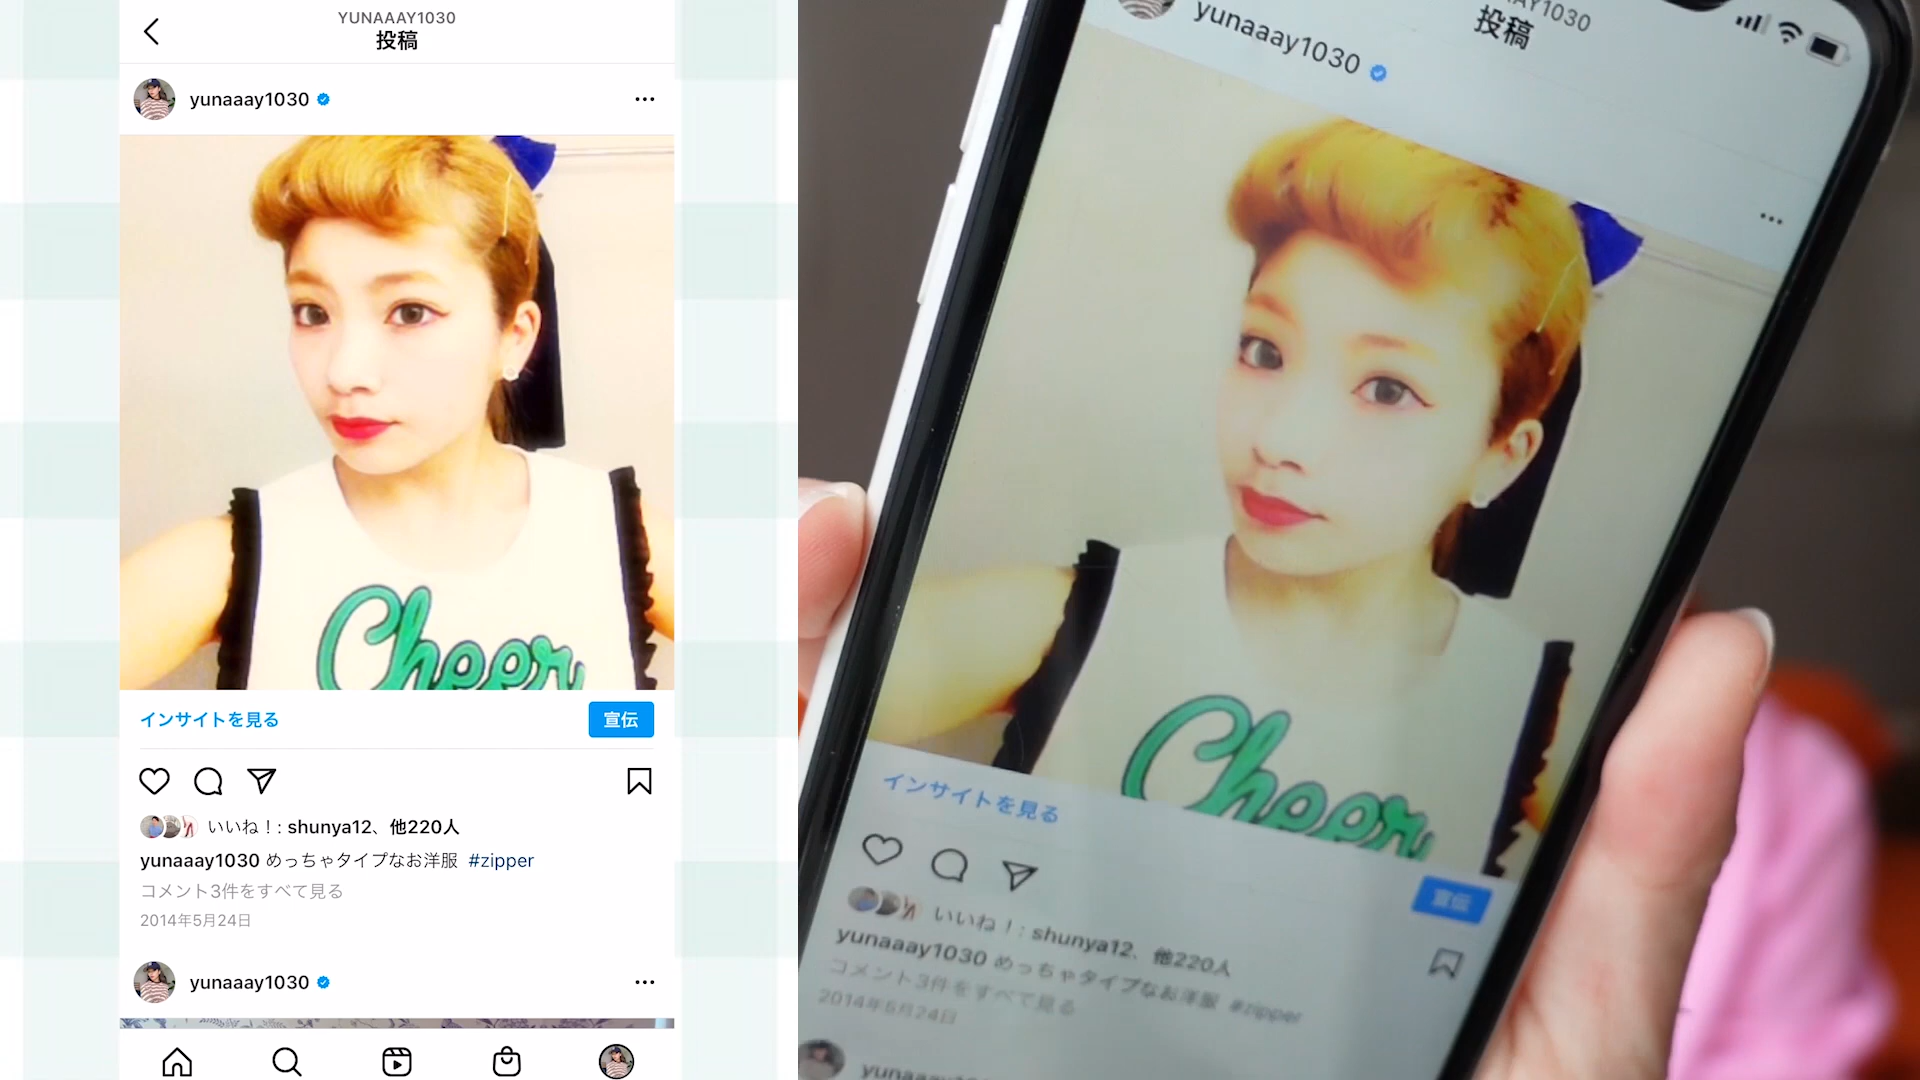 YUNAAAY1030
投稿
yunaaay1030
Cheer
インサイトを見る
宣伝
いいね！: shunya12、他220人
yunaaay1030 めっちゃタイプなお洋服 #zipper
コメント3件をすべて見る
2014年5月24日
yunaaay1030
AY1030
投稿
yunaaay1030
Cheer
インサイトを見る
宣伝
いいね！: shunya12、他220人
yunaaay1030 めっちゃタイプなお洋服 #zipper
コメント3件をすべて見る
2014年5月24日